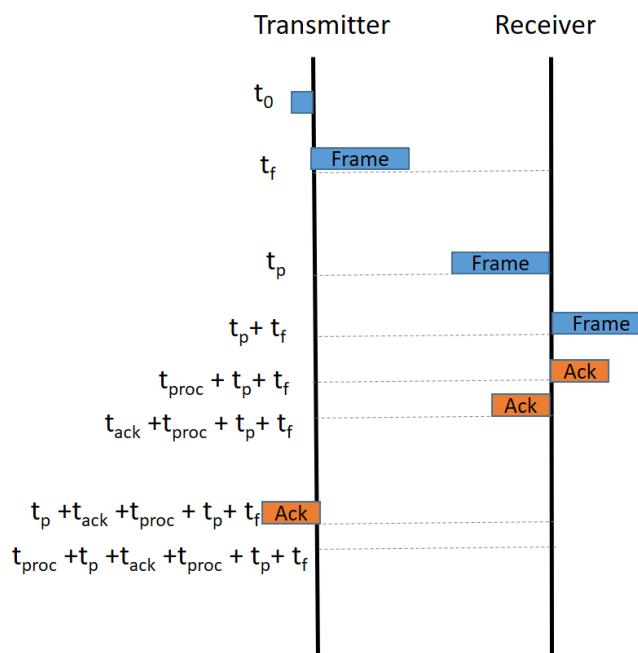 Transmitter Receiver
t0
tf Frame
tp Frame
tp+ tf Frame
tproc + tp+ tf Ack
tack +tproc + tp+ tf Ack
tp +tack +tproc + tp+ tf Ack
tproc +tp +tack +tproc + tp+ tf